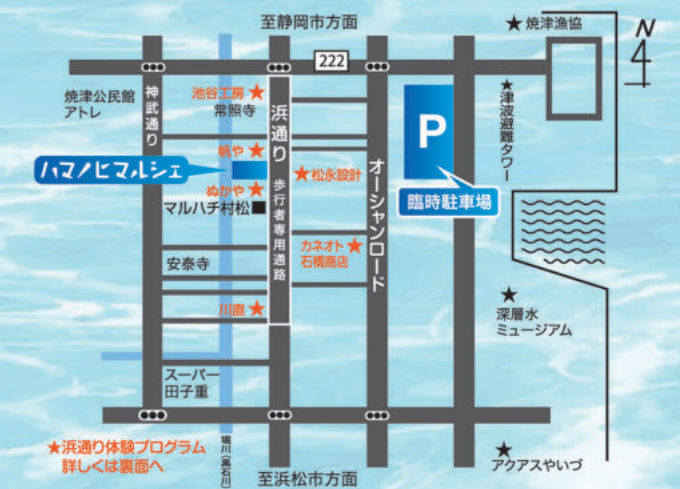 至静岡市方面
★焼津漁協
N
4
222
焼津公民館
アトレ
神武通り
池谷工房★
常照寺
浜通り
歩行者専用通路
P
臨時駐車場
★津波避難タワー
帆や★
ハマノヒマルシェ
ぬかや★
マルハチ村松■
★松永設計
オーシャンロード
安泰寺
カネオト★
石橋商店
川直★
★
深層水
ミュージアム
スーパー
田子重
★浜通り体験プログラム
詳しくは裏面へ
堀川(黒石川)
至浜松市方面
★
アクアスやいづ